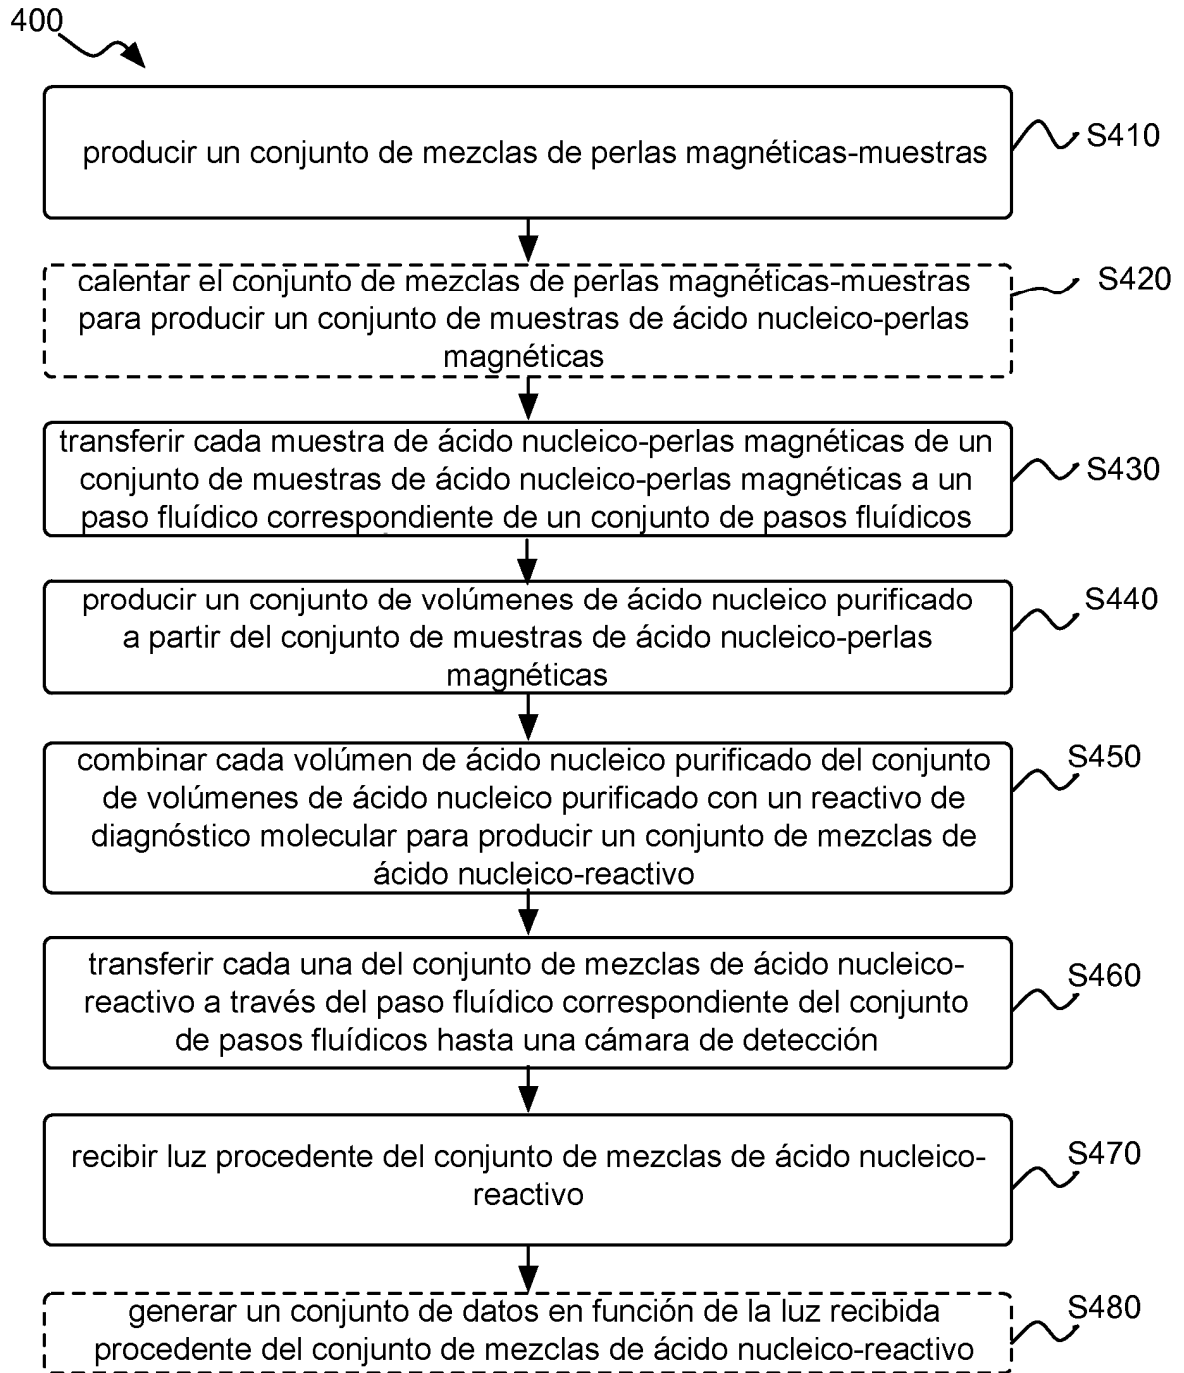 400
producir un conjunto de mezclas de perlas magnéticas-muestras
S410
calentar el conjunto de mezclas de perlas magnéticas-muestras
para producir un conjunto de muestras de ácido nucleico-perlas
magnéticas
S420
transferir cada muestra de ácido nucleico-perlas magnéticas de un
conjunto de muestras de ácido nucleico-perlas magnéticas a un
paso fluídico correspondiente de un conjunto de pasos fluídicos
S430
producir un conjunto de volúmenes de ácido nucleico purificado
a partir del conjunto de muestras de ácido nucleico-perlas
magnéticas
S440
combinar cada volúmen de ácido nucleico purificado del conjunto
de volúmenes de ácido nucleico purificado con un reactivo de
diagnóstico molecular para producir un conjunto de mezclas de
ácido nucleico-reactivo
S450
transferir cada una del conjunto de mezclas de ácido nucleico-
reactivo a través del paso fluídico correspondiente del conjunto
de pasos fluídicos hasta una cámara de detección
S460
recibir luz procedente del conjunto de mezclas de ácido nucleico-
reactivo
S470
generar un conjunto de datos en función de la luz recibida
procedente del conjunto de mezclas de ácido nucleico-reactivo
S480